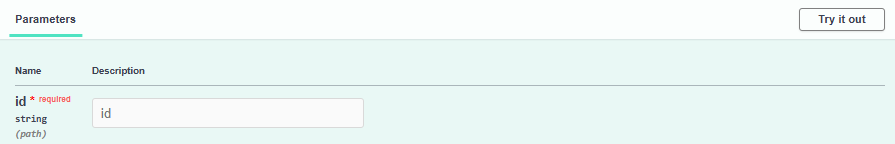 Parameters Try it out
Name Description
id * required
string
(path)
id